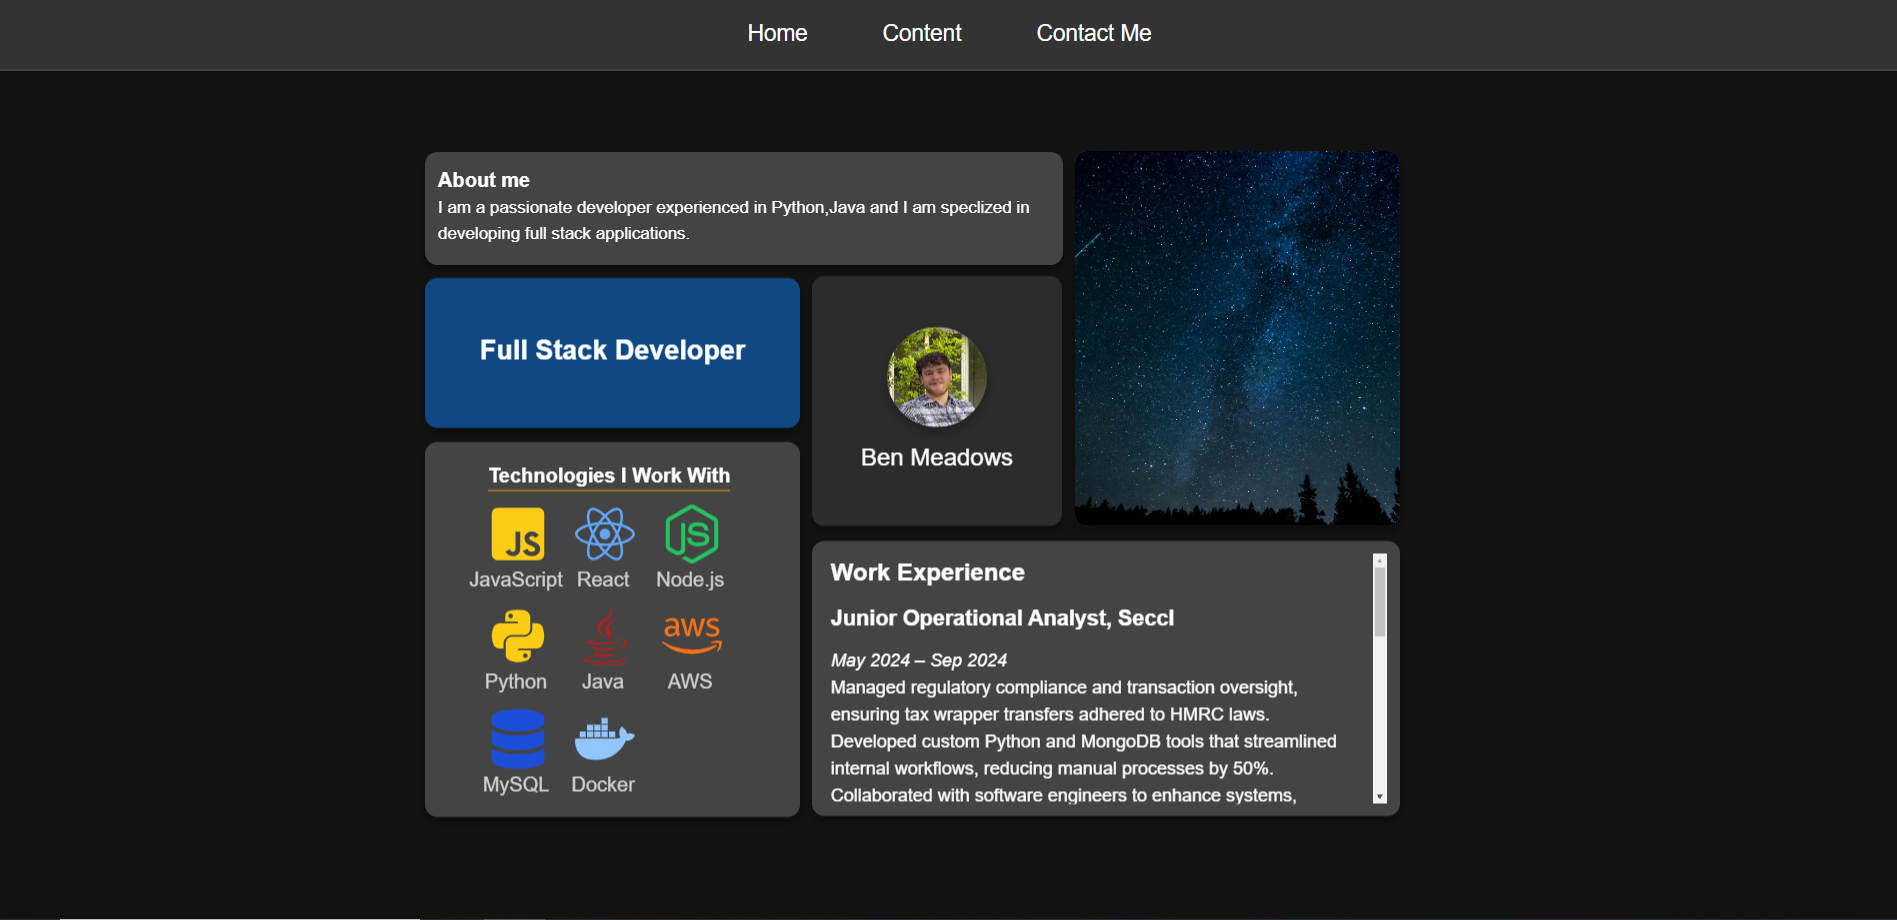 Home Content Contact Me
About me
I am a passionate developer experienced in Python,Java and I am speclized in
developing full stack applications.
Full Stack Developer
Ben Meadows
Technologies I Work With
JS JS
JavaScript React Node.js
aws
Python Java AWS
MySQL Docker
Work Experience
Junior Operational Analyst, Seccl
May 2024 – Sep 2024
Managed regulatory compliance and transaction oversight,
ensuring tax wrapper transfers adhered to HMRC laws.
Developed custom Python and MongoDB tools that streamlined
internal workflows, reducing manual processes by 50%.
Collaborated with software engineers to enhance systems,